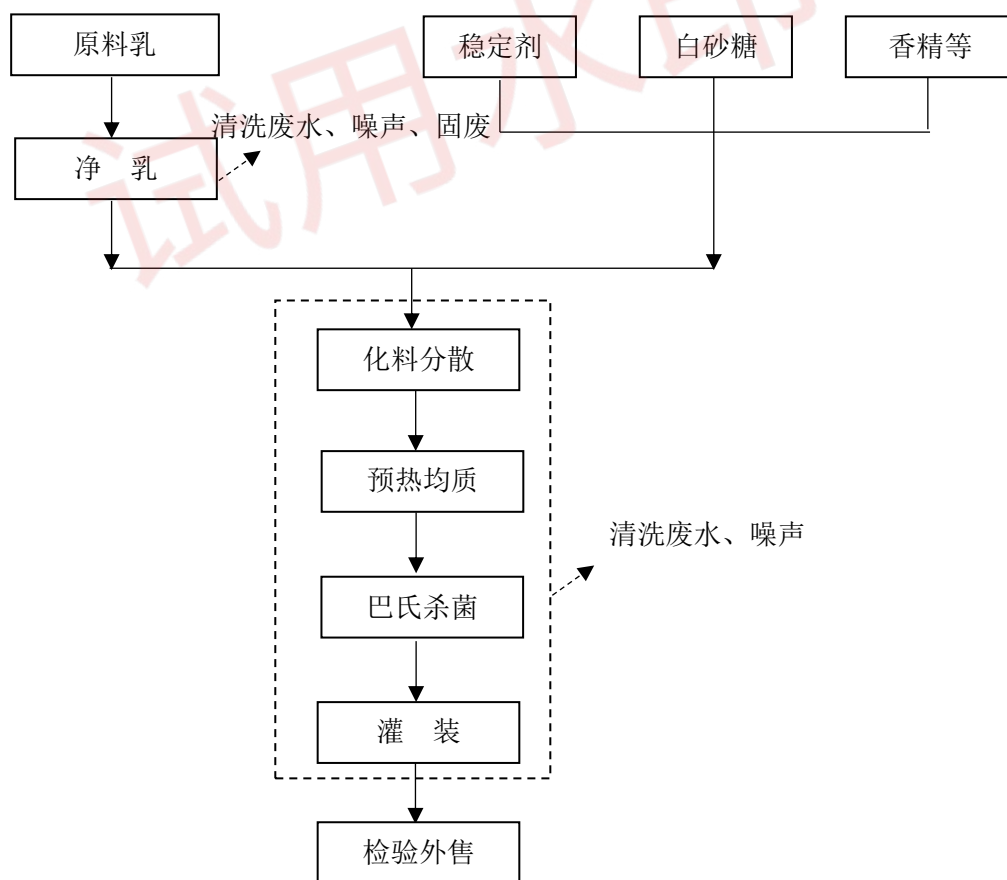 试用水印
原料乳
稳定剂
白砂糖
香精等
清洗废水、噪声、固废
净 乳
化料分散
预热均质
清洗废水、噪声
巴氏杀菌
灌 装
检验外售